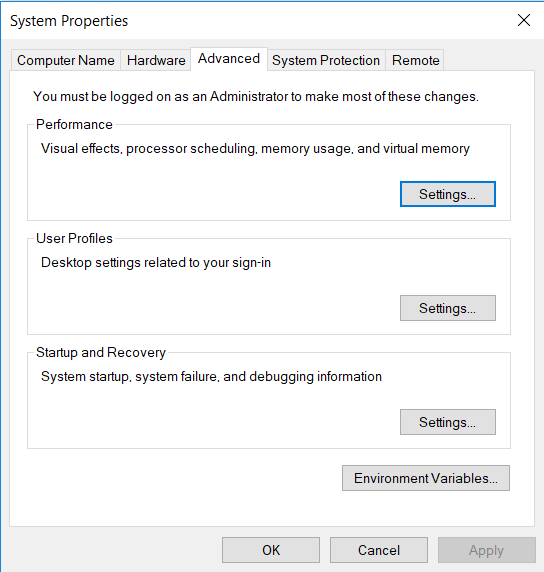 System Properties
Computer Name Hardware Advanced System Protection Remote
You must be logged on as an Administrator to make most of these changes.
Performance
Visual effects, processor scheduling, memory usage, and virtual memory
Settings...
User Profiles
Desktop settings related to your sign-in
Settings...
Startup and Recovery
System startup, system failure, and debugging information
Settings...
Environment Variables...
OK Cancel Apply